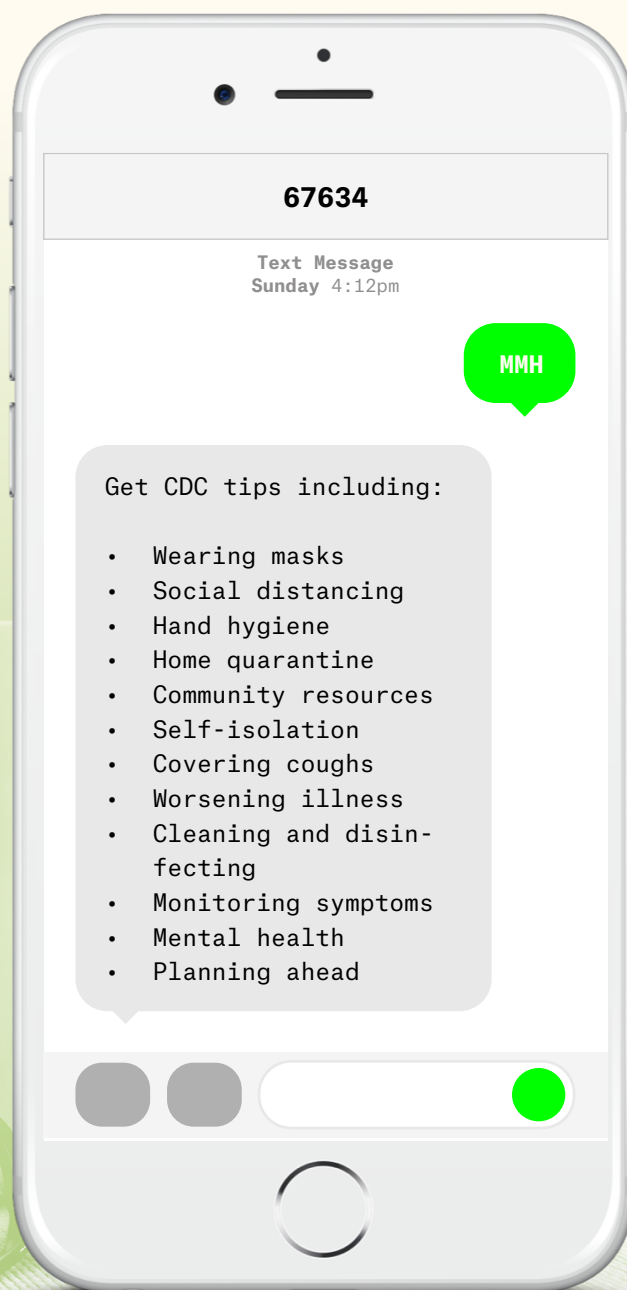 67634
Text Message
Sunday 4:12pm
MMH
Get CDC tips including:
• Wearing masks
• Social distancing
• Hand hygiene
• Home quarantine
• Community resources
• Self-isolation
• Covering coughs
• Worsening illness
• Cleaning and disin-
fecting
• Monitoring symptoms
• Mental health
• Planning ahead